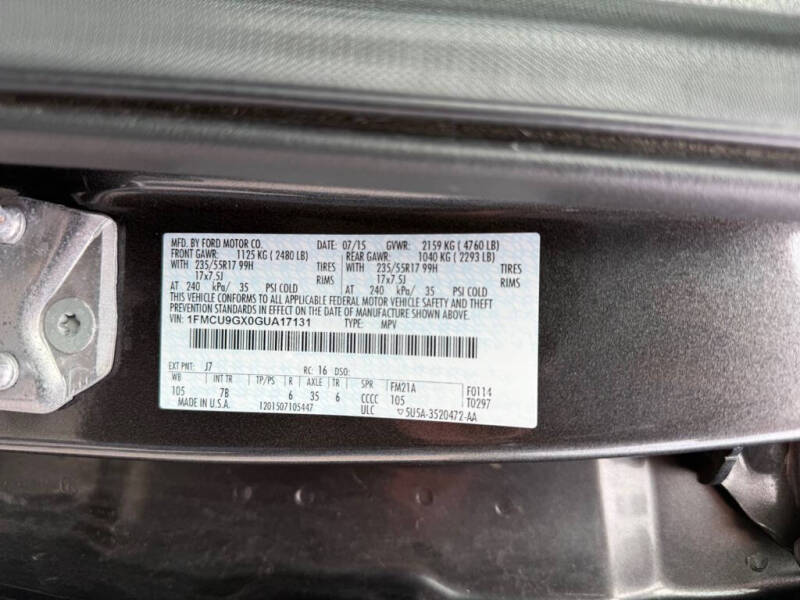 MFD. BY FORD MOTOR CO. DATE: 07/15 GVWR: 2159 KG ( 4760 LB)
FRONT GAWR: 1125 KG ( 2480 LB) REAR GAWR: 1040 KG ( 2293 LB)
WITH 235/55R17 99H TIRES WITH 235/55R17 99H TIRES
17x7.5J RIMS 17x7.5J RIMS
AT 240 kPa/ 35 PSI COLD AT 240 kPa/ 35 PSI COLD
THIS VEHICLE CONFORMS TO ALL APPLICABLE FEDERAL MOTOR VEHICLE SAFETY AND THEFT
PREVENTION STANDARDS IN EFFECT ON THE DATE OF MANUFACTURE SHOWN ABOVE.
VIN: 1FMCU9GX0GUA17131 TYPE: MPV
EXT PNT: J7 RC: 16 DSO:
WB INT TR TP/PS R AXLE TR SPR FM21A F0114
105 7B 6 35 6 CCCC 105 T0297
MADE IN U.S.A. 1201507105447 ULC 5U5A-3520472-AA